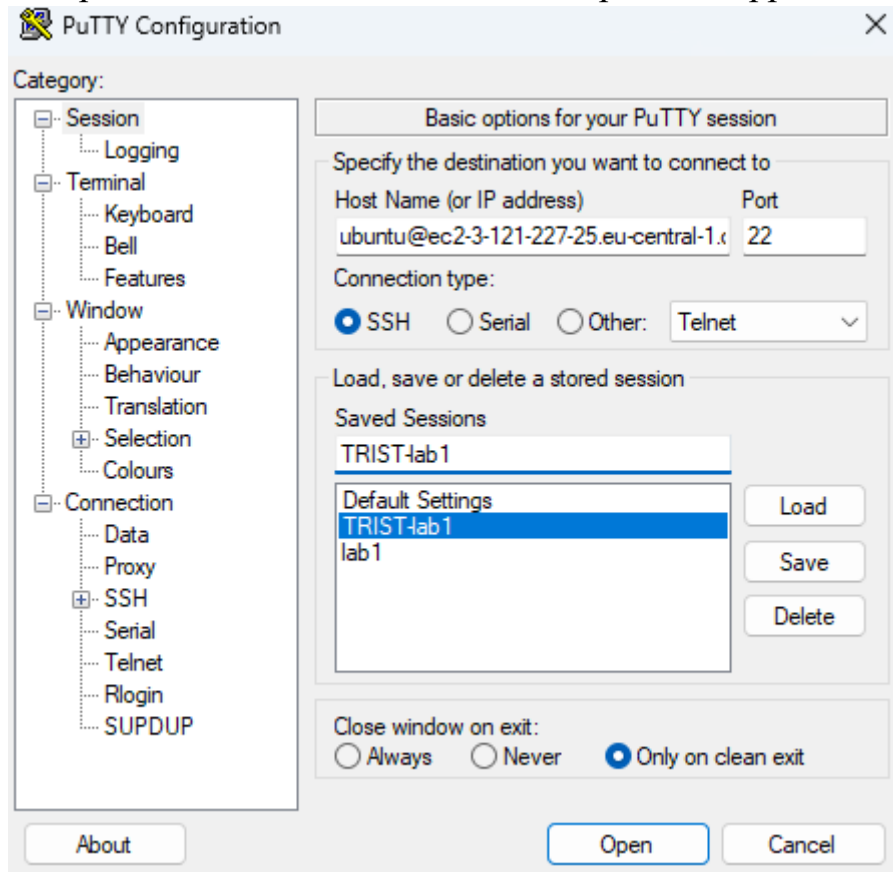 PuTTY Configuration
Category:
Session
Logging
Terminal
Keyboard
Bell
Features
Window
Appearance
Behaviour
Translation
Selection
Colours
Connection
Data
Proxy
SSH
Serial
Telnet
Rlogin
SUPDUP
Basic options for your PuTTY session
Specify the destination you want to connect to
Host Name (or IP address) Port
ubuntu@ec2-3-121-227-25.eu-central-1. 22
Connection type:
SSH Serial Other: Telnet
Load, save or delete a stored session
Saved Sessions
TRIST-lab1
Default Settings
TRIST-lab1
lab1
Load
Save
Delete
Close window on exit:
Always Never Only on clean exit
About Open Cancel